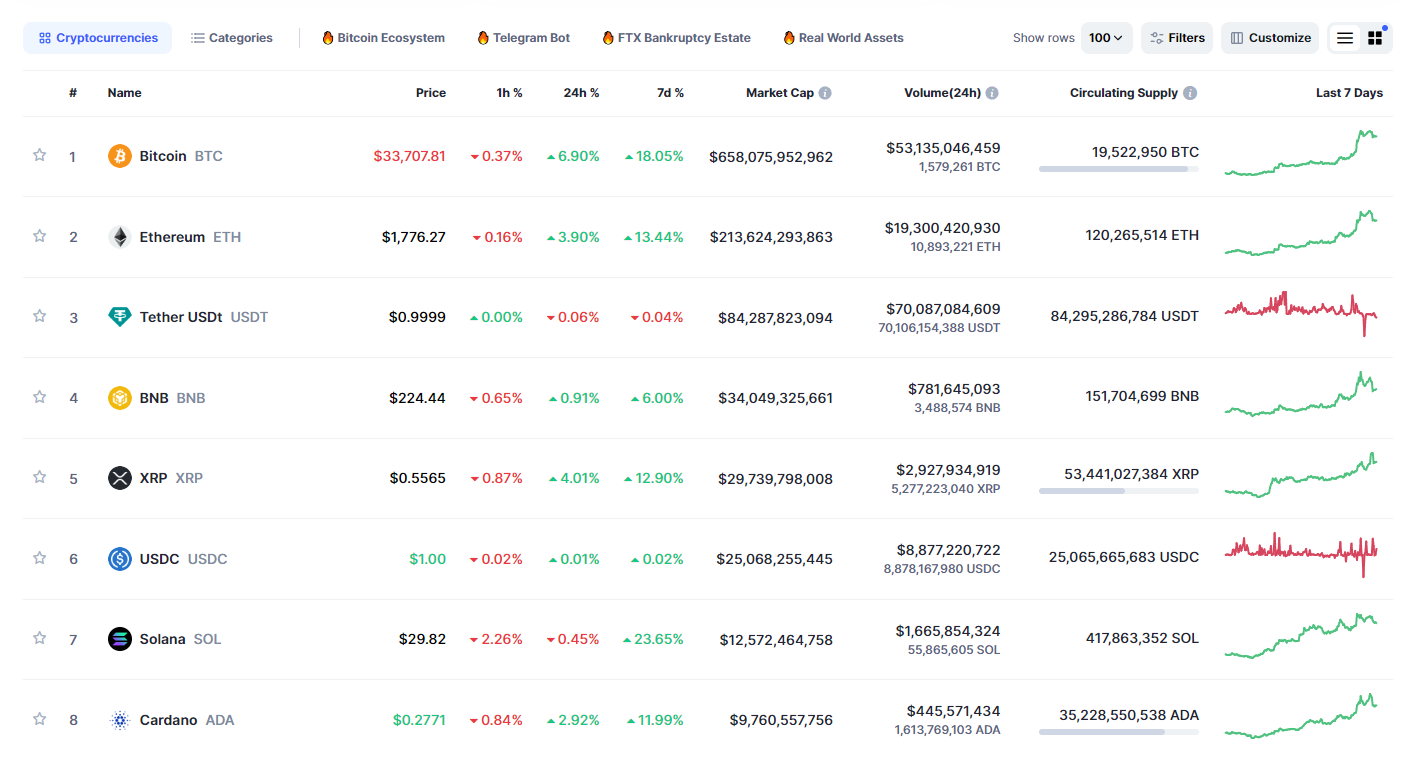 Cryptocurrencies Categories Bitcoin Ecosystem Telegram Bot FTX Bankruptcy Estate Real World Assets Show rows 100 Filters Customize
# Name Price 1h % 24h % 7d % Market Cap Volume(24h) Circulating Supply Last 7 Days
1 Bitcoin BTC $33,707.81 0.37% 6.90% 18.05% $658,075,952,962 $53,135,046,459 19,522,950 BTC
1,579,261 BTC
2 Ethereum ETH $1,776.27 0.16% 3.90% 13.44% $213,624,293,863 $19,300,420,930 120,265,514 ETH
10,893,221 ETH
3 Tether USDt USDT $0.9999 0.00% 0.06% 0.04% $84,287,823,094 $70,087,084,609 84,295,286,784 USDT
70,106,154,388 USDT
4 BNB BNB $224.44 0.65% 0.91% 6.00% $34,049,325,661 $781,645,093 151,704,699 BNB
3,488,574 BNB
5 XRP XRP $0.5565 0.87% 4.01% 12.90% $29,739,798,008 $2,927,934,919 53,441,027,384 XRP
5,277,223,040 XRP
6 USDC USDC $1.00 0.02% 0.01% 0.02% $25,068,255,445 $8,877,220,722 25,065,665,683 USDC
8,878,167,980 USDC
7 Solana SOL $29.82 2.26% 0.45% 23.65% $12,572,464,758 $1,665,854,324 417,863,352 SOL
55,865,605 SOL
8 Cardano ADA $0.2771 0.84% 2.92% 11.99% $9,760,557,756 $445,571,434 35,228,550,538 ADA
1,613,769,103 ADA